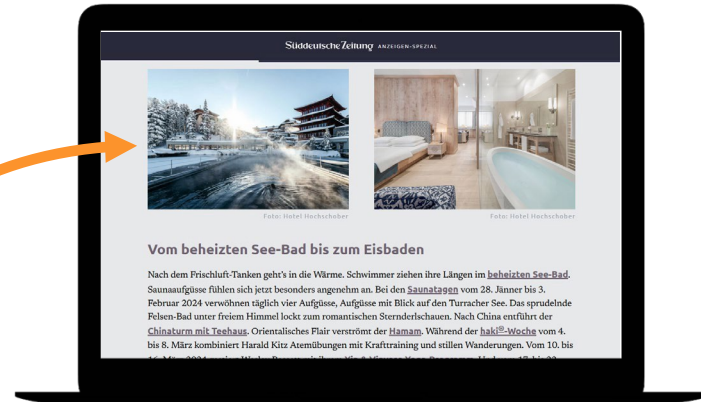 Süddeutsche Zeitung ANZEIGEN-SPEZIAL
Foto: Hotel Hochschober
Foto: Hotel Hochschober
Vom beheizten See-Bad bis zum Eisbaden
Nach dem Frischluft-Tanken geht's in die Wärme. Schwimmer ziehen ihre Längen im beheizten See-Bad.
Saunaaufgüsse fühlen sich jetzt besonders angenehm an. Bei den Saunatagen vom 28. Jänner bis 3.
Februar 2024 verwöhnen täglich vier Aufgüsse, Aufgüsse mit Blick auf den Turracher See. Das sprudelnde
Felsen-Bad unter freiem Himmel lockt zum romantischen Sternderlschauen. Nach China entführt der
Chinaturm mit Teehaus. Orientalisches Flair verströmt der Hamam. Während der haki®-Woche vom 4.
bis 8. März kombiniert Harald Kitz Atemübungen mit Krafttraining und stillen Wanderungen. Vom 10. bis